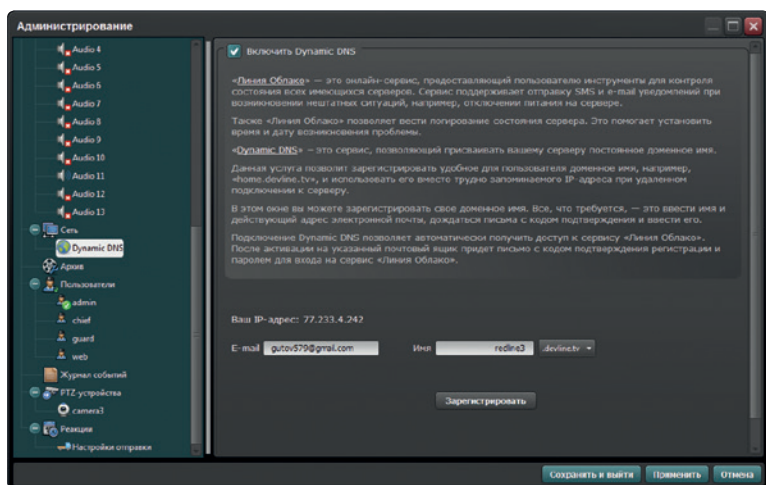 Администрирование
Audio 4
Audio 5
Audio 6
Audio 7
Audio 8
Audio 9
Audio 10
Audio 11
Audio 12
Audio 13
Сеть
Dynamic DNS
Архив
Пользователи
admin
chief
guard
web
Журнал событий
PTZ-устройства
camera3
Реакции
Настройки отправки
Включить Dynamic DNS
«Линия Облако» — это онлайн-сервис, предоставляющий пользователю инструменты для контроля
состояния всех имеющихся серверов. Сервис поддерживает отправку SMS и e-mail уведомлений при
возникновении нештатных ситуаций, например, отключении питания на сервере.
Также «Линия Облако» позволяет вести логирование состояния сервера. Это помогает установить
время и дату возникновения проблемы.
«Dynamic DNS» – это сервис, позволяющий присваивать вашему серверу постоянное доменное имя.
Данная услуга позволит зарегистрировать удобное для пользователя доменное имя, например,
«home.devline.tv», и использовать его вместо трудно запоминаемого IP-адреса при удаленном
подключении к серверу.
В этом окне вы можете зарегистрировать свое доменное имя. Все, что требуется, — это ввести имя и
действующий адрес электронной почты, дождаться письма с кодом подтверждения и ввести его.
Подключение Dynamic DNS позволяет автоматически получить доступ к сервису «Линия Облако».
После активации на указанный почтовый ящик придет письмо с кодом подтверждения регистрации и
паролем для входа на сервис «Линия Облако».
Ваш IP-адрес: 77.233.4.242
E-mail gutov579@gmail.com Имя redline3 .devline.tv
Зарегистрировать
Сохранить и выйти Применить Отмена